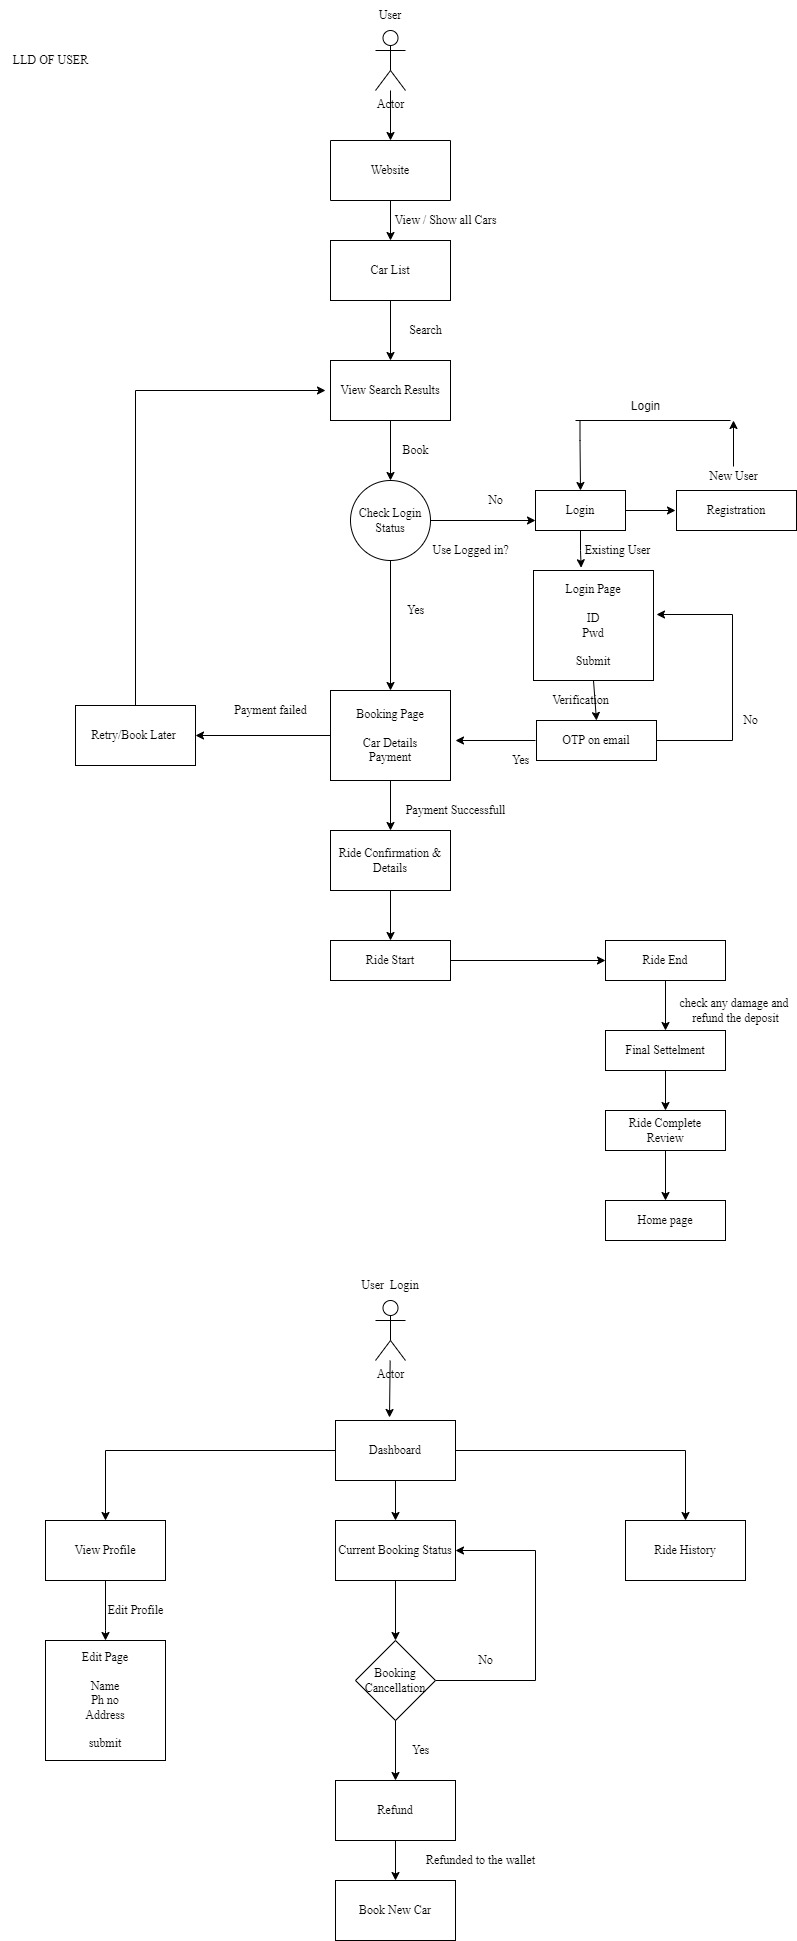 User
LLD OF USER
Actor
Website
View / Show all Cars
Car List
Search
View Search Results
Login
Book
New User
No
Check Login
Status
Login
Registration
Use Logged in?
Existing User
Login Page
ID
Pwd
Submit
Yes
Verification
Payment failed
Booking Page
Car Details
Payment
No
Retry/Book Later
OTP on email
Yes
Payment Successfull
Ride Confirmation &
Details
Ride Start
Ride End
check any damage and
refund the deposit
Final Settelment
Ride Complete
Review
Home page
User  Login
Actor
Dashboard
View Profile
Current Booking Status
Ride History
Edit Profile
Edit Page
Name
Ph no
Address
submit
Booking
Cancellation
No
Yes
Refund
Refunded to the wallet
Book New Car